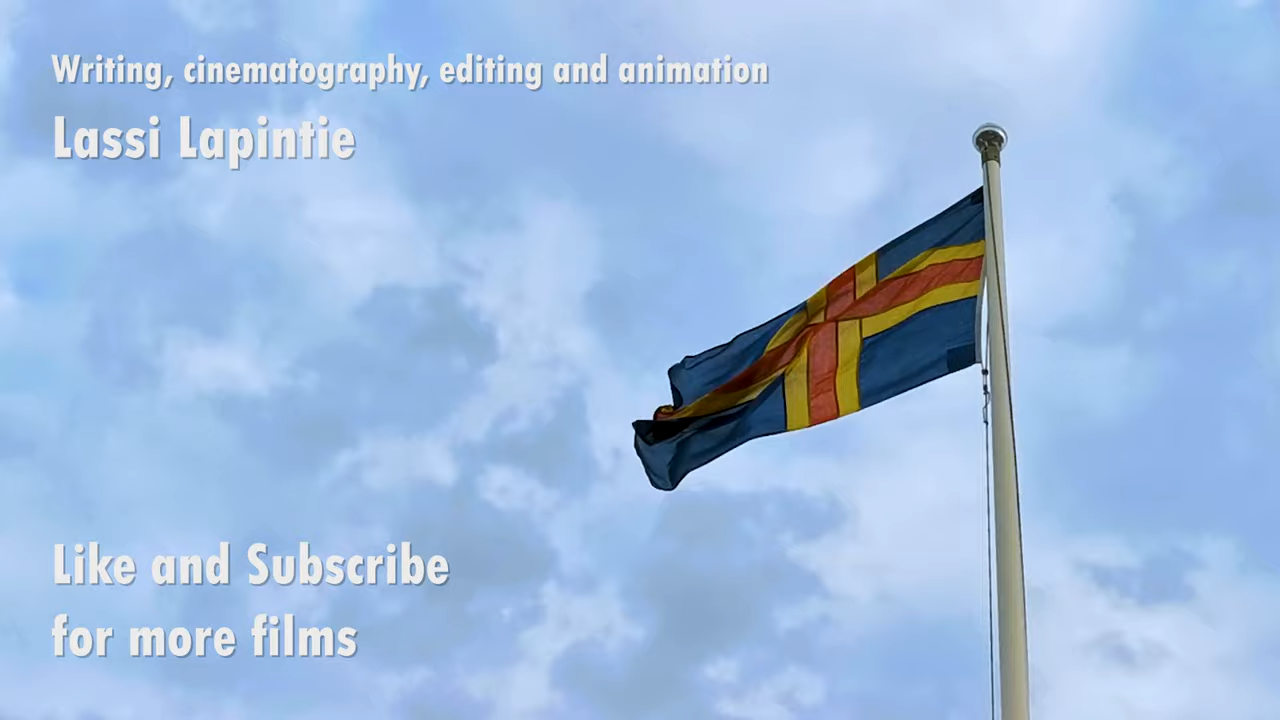 Writing, cinematography, editing and animation
Lassi Lapintie
Like and Subscribe
for more films